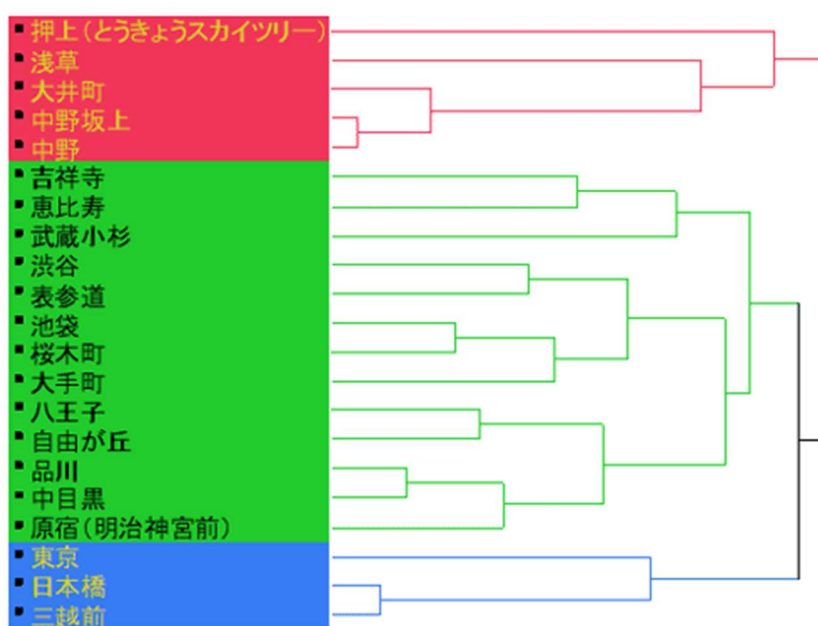 押上(とうきょうスカイツリー)
浅草
大井町
中野坂上
中野
吉祥寺
恵比寿
武蔵小杉
渋谷
表参道
池袋
桜木町
大手町
八王子
自由が丘
品川
中目黒
原宿(明治神宮前)
東京
日本橋
三越前